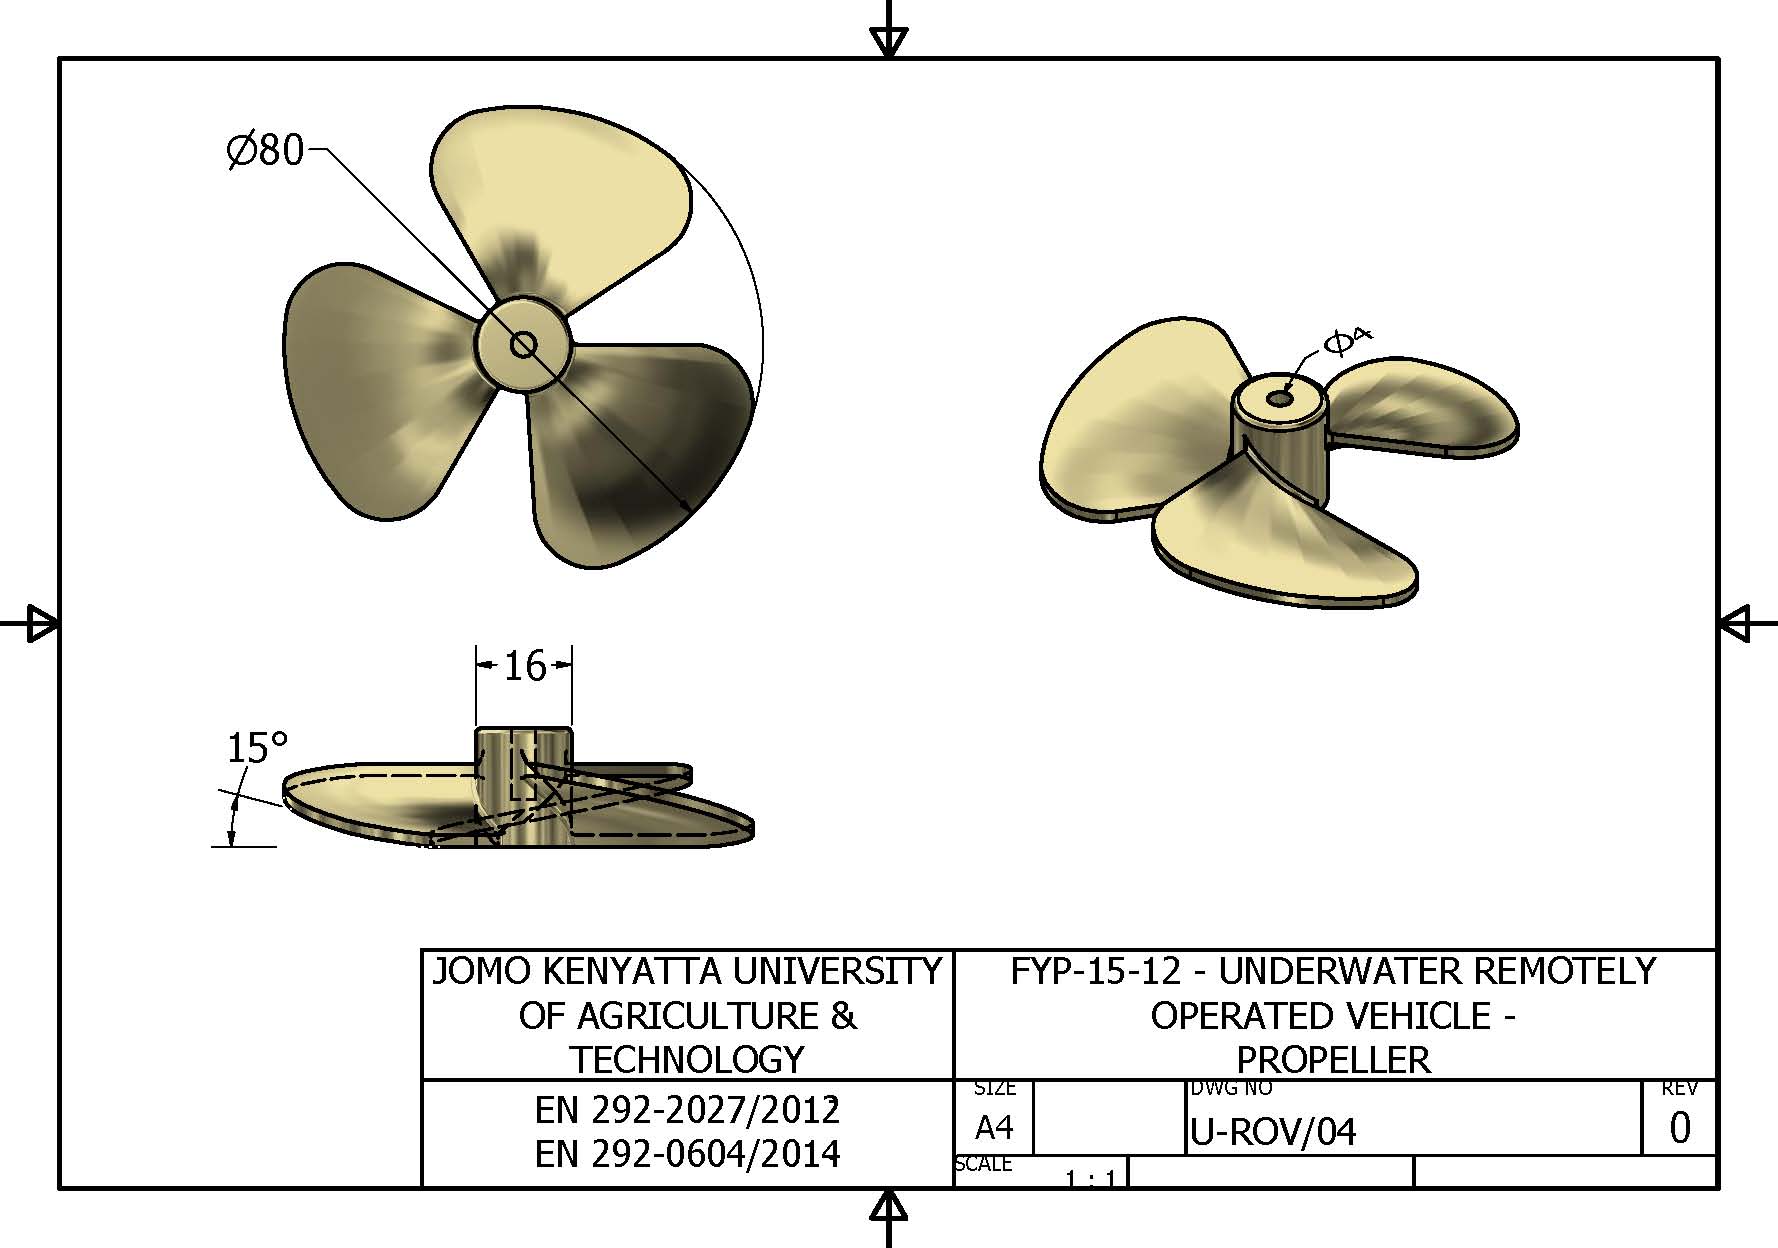 Ø80
Φ4
16
15°
JOMO KENYATTA UNIVERSITY
OF AGRICULTURE &
TECHNOLOGY
FYP-15-12 - UNDERWATER REMOTELY
OPERATED VEHICLE -
PROPELLER
EN 292-2027/2012
EN 292-0604/2014
SIZE
A4
DWG NO
U-ROV/04
REV
0
SCALE
1 : 1